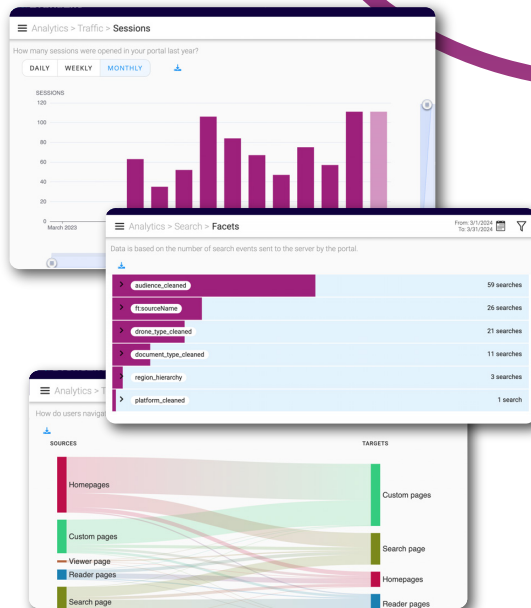 Analytics > Traffic > Sessions
How many sessions were opened in your portal last year?
DAILY WEEKLY MONTHLY
SESSIONS
120
100
80
60
40
20
0
March 2023
Analytics > Search > Facets
From: 3/1/2024
To: 3/31/2024
Data is based on the number of search events sent to the server by the portal.
audience_cleaned 59 searches
ft:sourceName 26 searches
drone_type_cleaned 21 searches
document_type_cleaned 11 searches
region_hierarchy 3 searches
platform_cleaned 1 search
Analytics > T
How do users navigat
SOURCES TARGETS
Homepages
Custom pages
Custom pages
Search page
Viewer page
Reader pages
Homepages
Search page
Reader pages